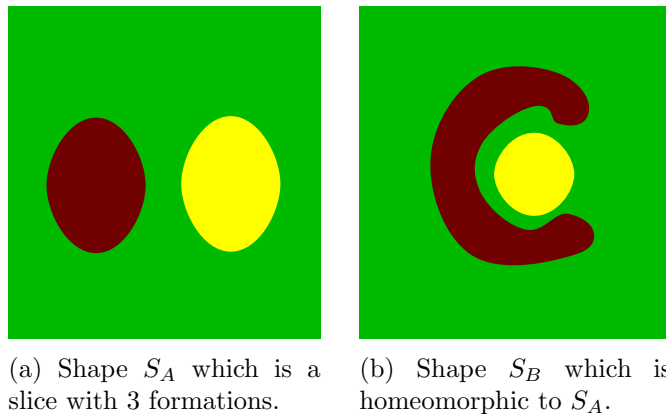 (a) Shape S_A which is a
slice with 3 formations.
(b) Shape S_B which is
homeomorphic to S_A.